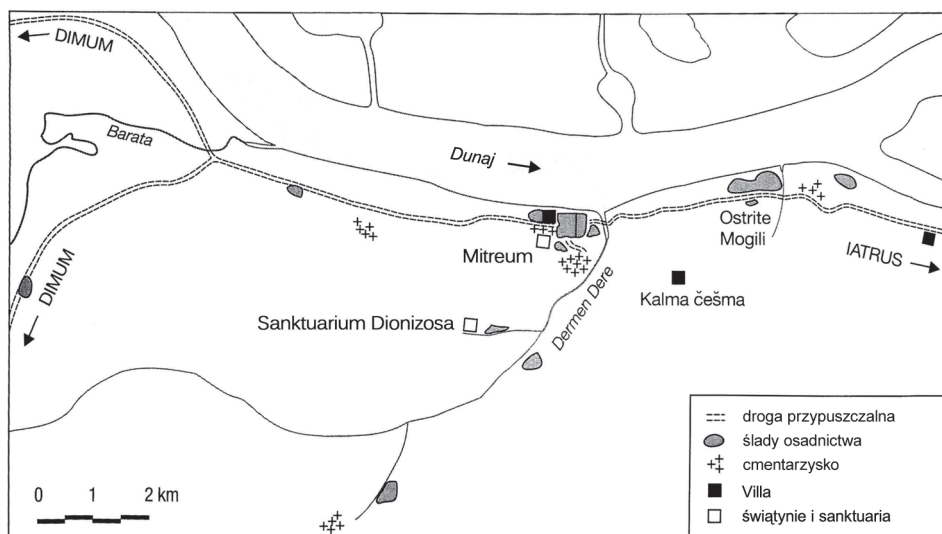 DIMUM
Barata
Dunaj
Ostrite
Mogili
IATRUS
Mitreum
Kalma češma
DIMUM
Sanktuarium Dionizosa
Dermen Dere
droga przypuszczalna
ślady osadnictwa
cmentarzysko
Villa
świątynie i sanktuaria
0 1 2 km